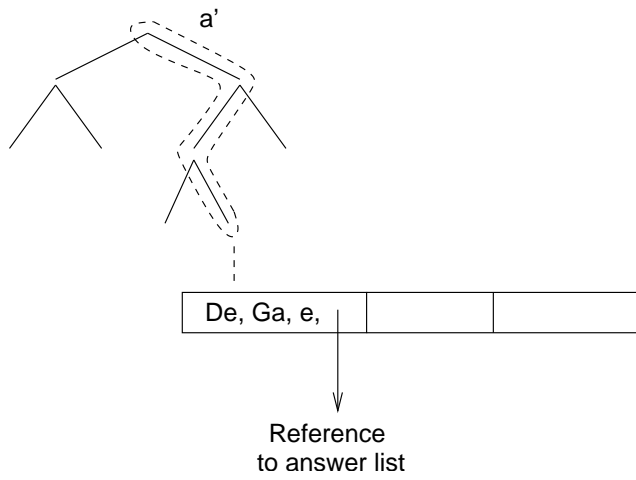 a’
De, Ga, e,
Reference
to answer list